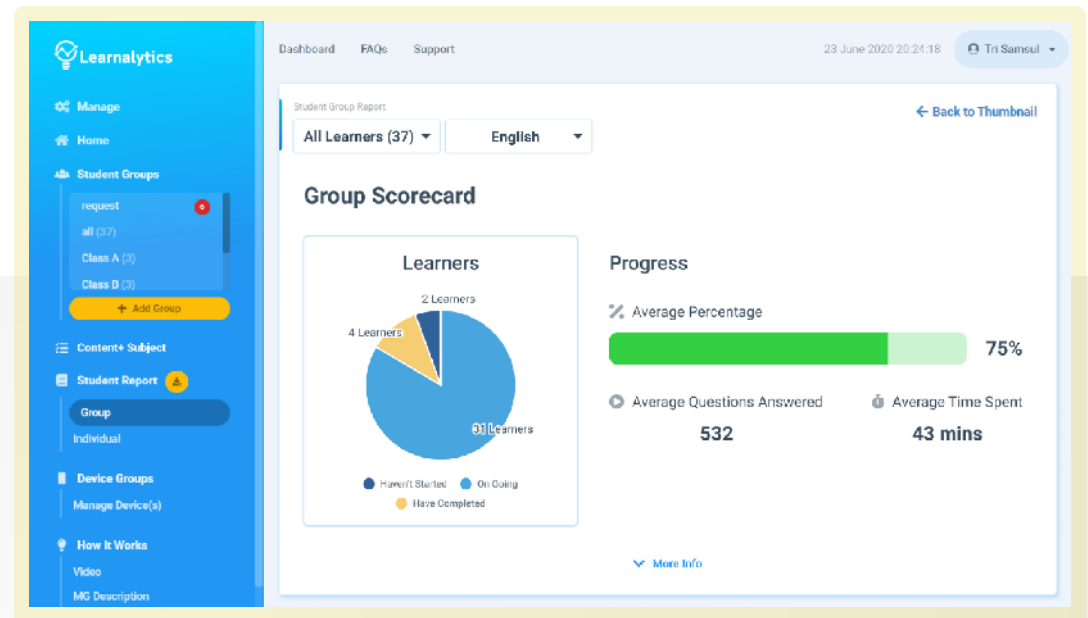 Learnalytics
Manage
Home
Student Groups
request
all (37)
Class A (3)
Class B (3)
+ Add Group
Content+ Subject
Student Report
Group
Individual
Device Groups
Manage Device(s)
How It Works
Video
MG Description
Dashboard FAQs Support
23 June 2020 20:24:18 Tri Samsul
Student Group Report
Back to Thumbnail
All Learners (37) English
Group Scorecard
Learners
2 Learners
4 Learners
31 Learners
Haven't Started On Going
Have Completed
Progress
Average Percentage
75%
Average Questions Answered
532
Average Time Spent
43 mins
More Info